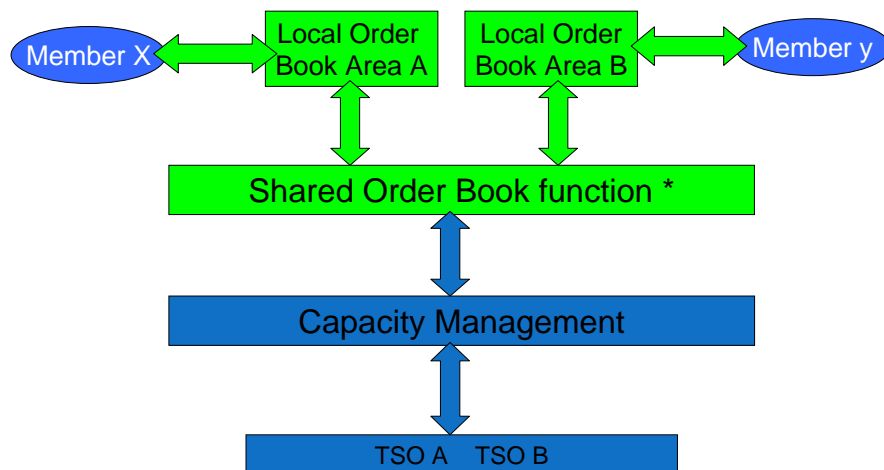 Member X
Local Order
Book Area A
Local Order
Book Area B
Member y
Shared Order Book function *
Capacity Management
TSO A TSO B